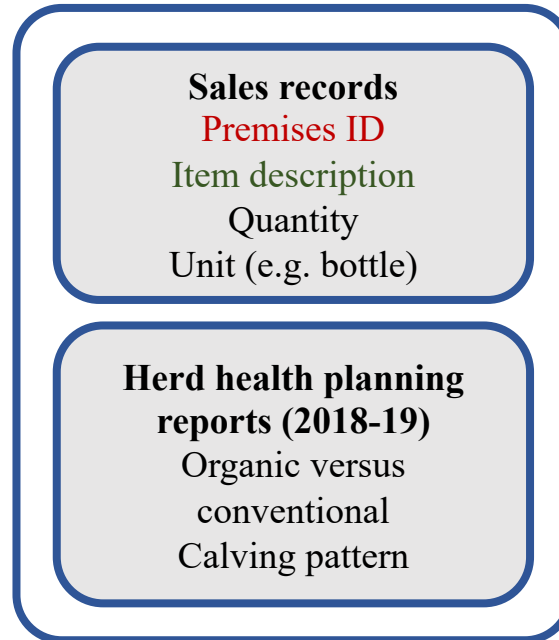 Sales records
Premises ID
Item description
Quantity
Unit (e.g. bottle)
Herd health planning
reports (2018-19)
Organic versus
conventional
Calving pattern